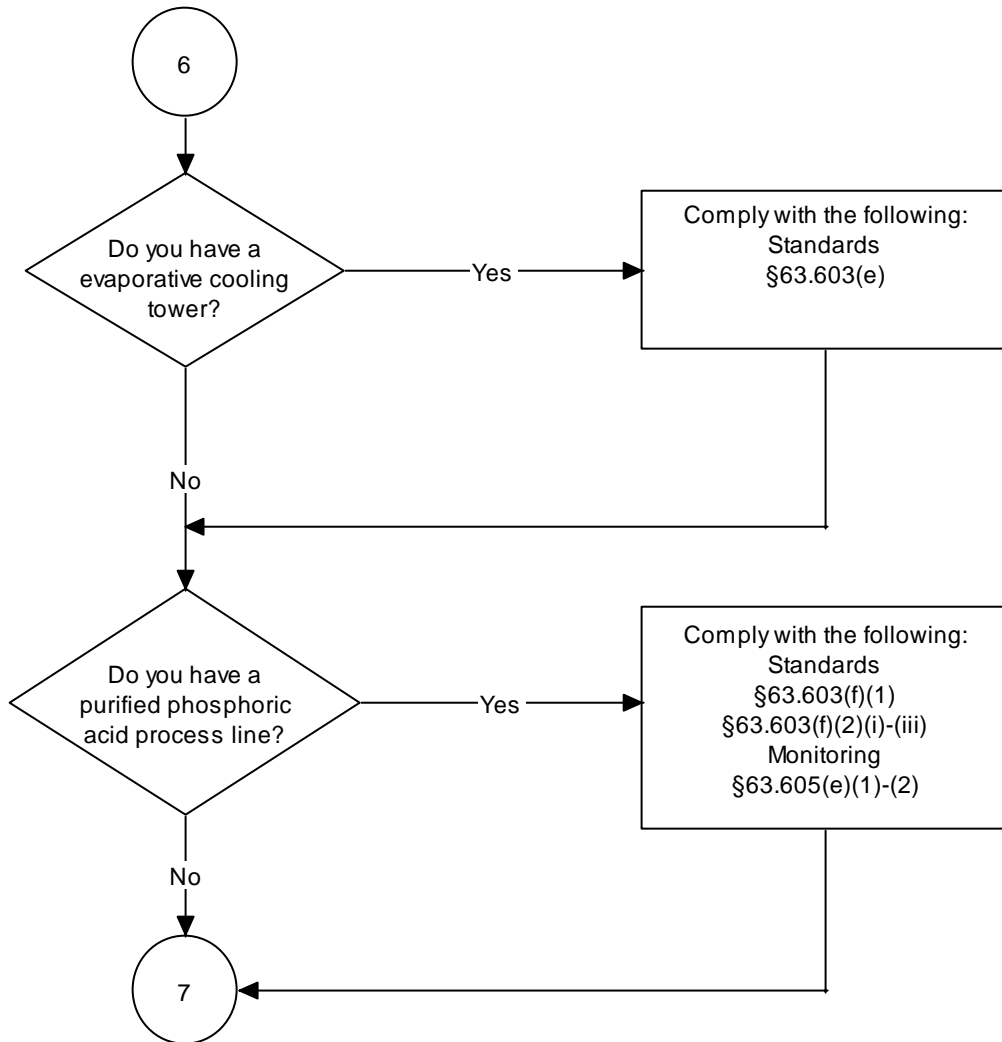 6
Do you have a
evaporative cooling
tower?
Yes
Comply with the following:
Standards
§63.603(e)
No
Do you have a
purified phosphoric
acid process line?
Yes
Comply with the following:
Standards
§63.603(f)(1)
§63.603(f)(2)(i)-(iii)
Monitoring
§63.605(e)(1)-(2)
No
7